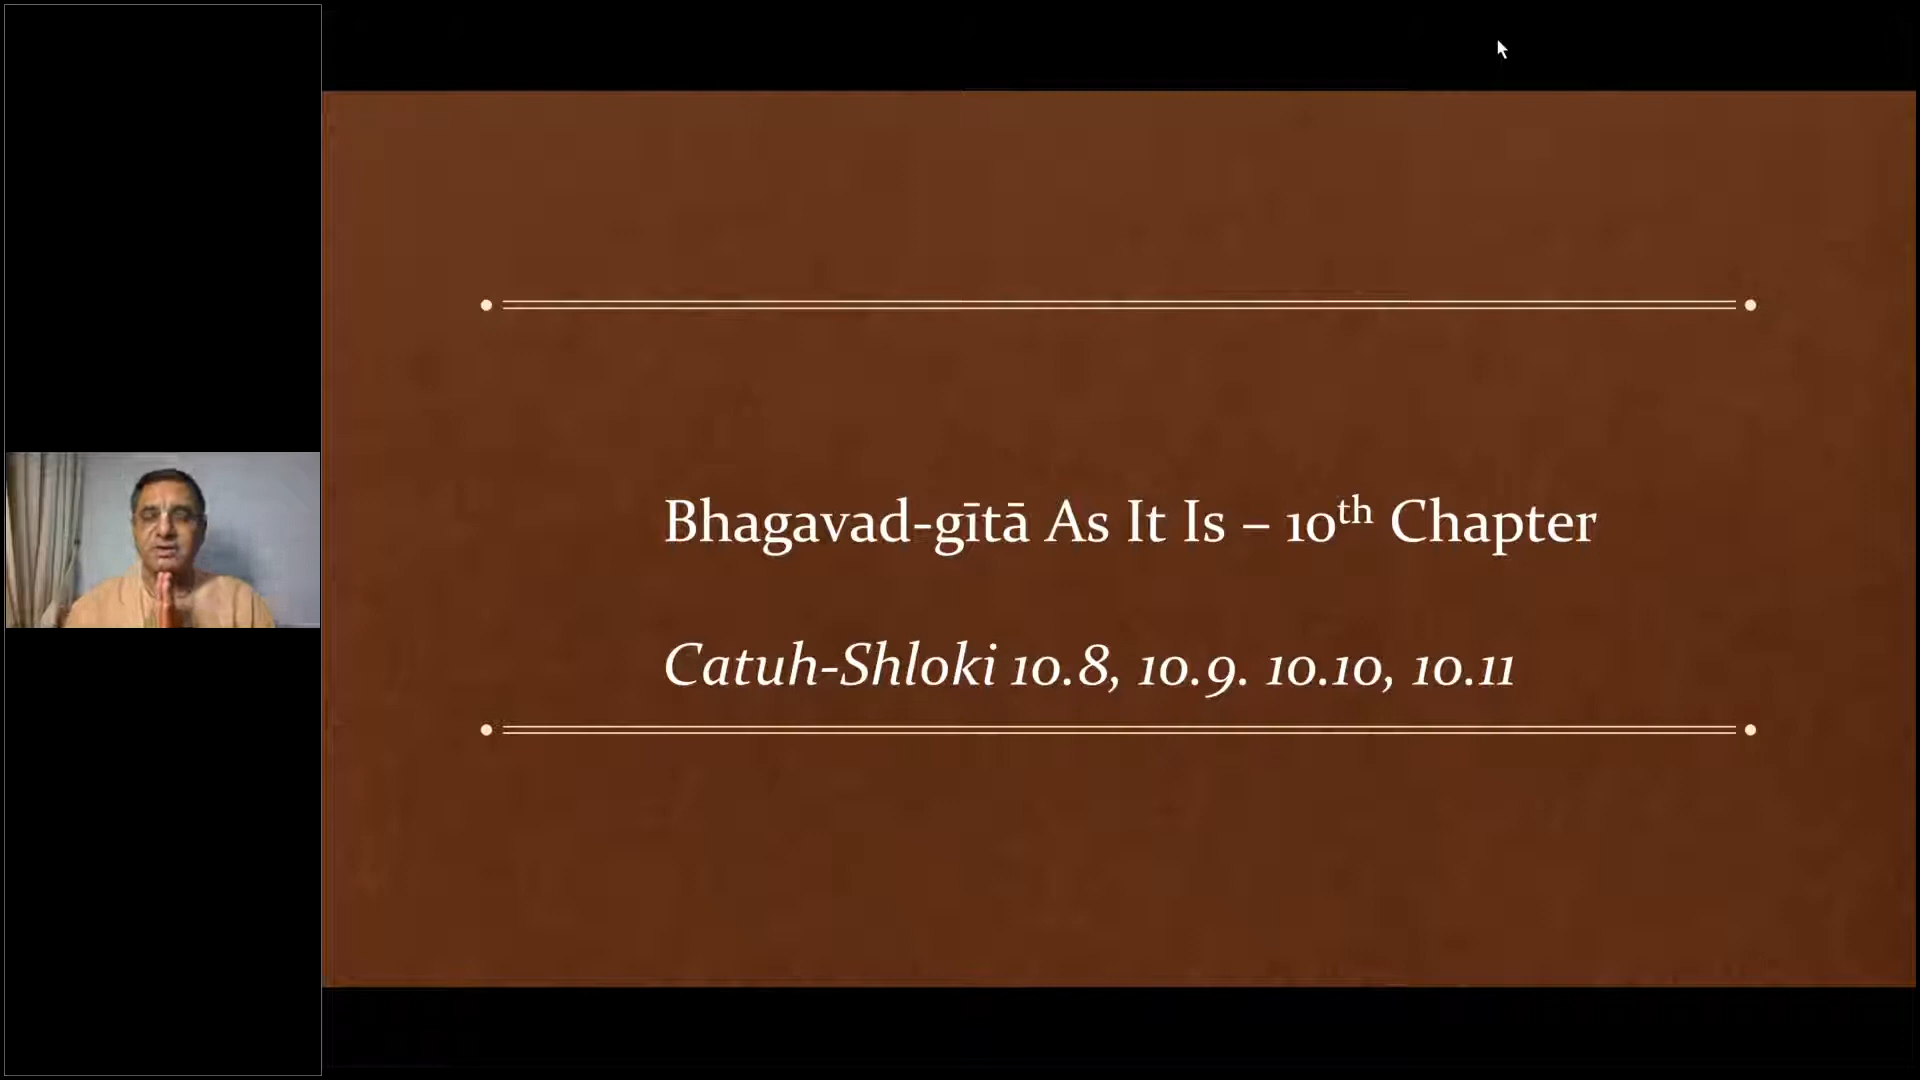 Bhagavad-gītā As It Is – 10th Chapter
Catuh-Shloki 10.8, 10.9. 10.10, 10.11